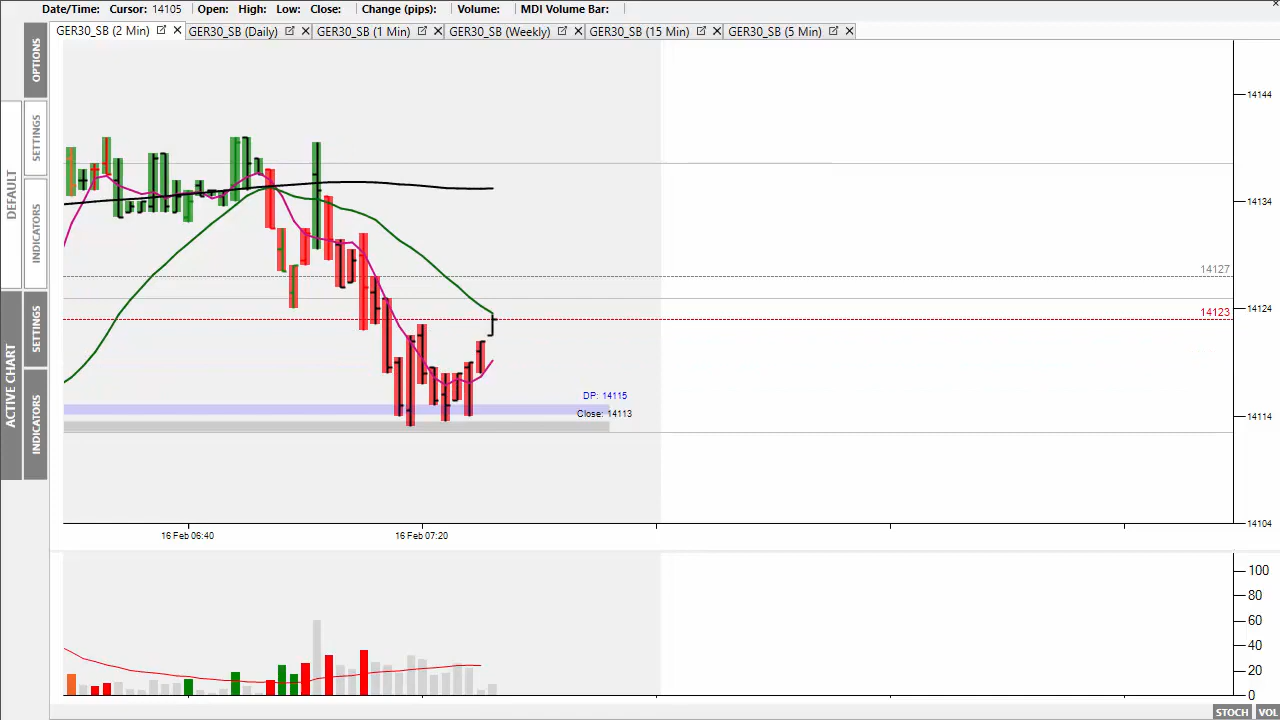 Date/Time: Cursor: 14105 Open: High: Low: Close: Change (pips): Volume: MDI Volume Bar:
GER30_SB (2 Min) GER30_SB (Daily) GER30_SB (1 Min) GER30_SB (Weekly) GER30_SB (15 Min) GER30_SB (5 Min)
OPTIONS
DEFAULT
SETTINGS
INDICATORS
ACTIVE CHART
SETTINGS
INDICATORS
14144
14134
14127
14124
14123
14114
14104
DP: 14115
Close: 14113
16 Feb 06:40 16 Feb 07:20
100
80
60
40
20
0
STOCH VOL